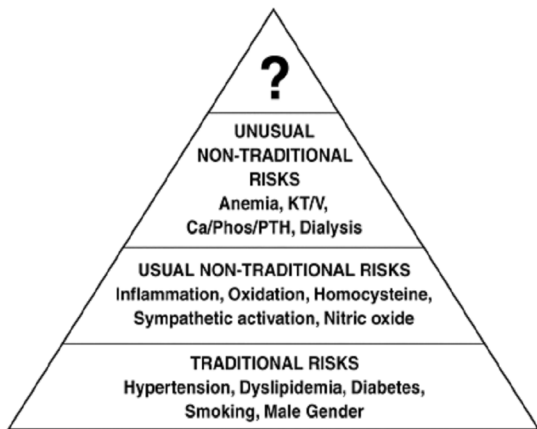 ?
UNUSUAL
NON-TRADITIONAL
RISKS
Anemia, KT/V,
Ca/Phos/PTH, Dialysis
USUAL NON-TRADITIONAL RISKS
Inflammation, Oxidation, Homocysteine,
Sympathetic activation, Nitric oxide
TRADITIONAL RISKS
Hypertension, Dyslipidemia, Diabetes,
Smoking, Male Gender